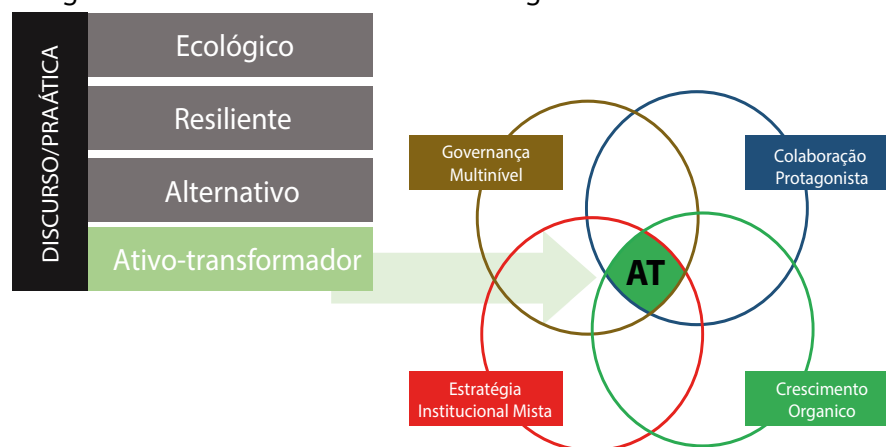 DISCURSO/PRAÁTICA
Ecológico
Resiliente
Alternativo
Ativo-transformador
Governança
Multinível
Colaboração
Protagonista
AT
Estratégia
Institucional Mista
Crescimento
Organico